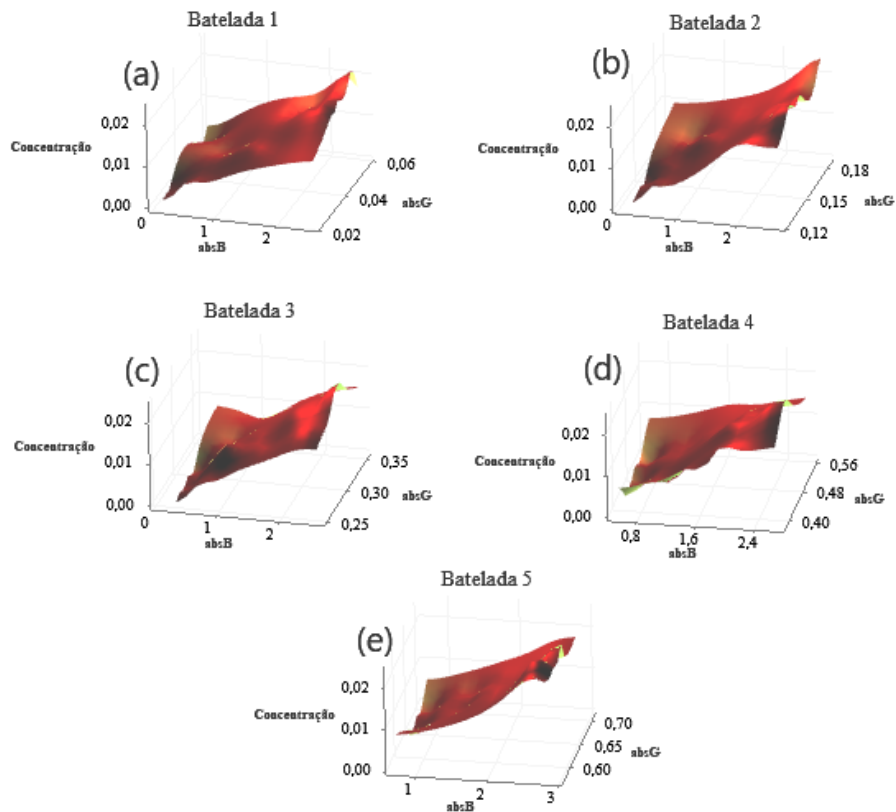 Batelada 1
(a)
0,02
Concentração
0,01
0,00
0
1
2
absB
0,02
0,04
0,06
absG
Batelada 2
(b)
0,02
Concentração
0,01
0,00
0
1
2
absB
0,12
0,15
0,18
absG
Batelada 3
(c)
0,02
Concentração
0,01
0,00
0
1
2
absB
0,25
0,30
0,35
absG
Batelada 4
(d)
0,02
Concentração
0,01
0,00
0,8
1,6
2,4
absB
0,40
0,48
0,56
absG
Batelada 5
(e)
0,02
Concentração
0,01
0,00
1
2
3
absB
0,60
0,65
0,70
absG